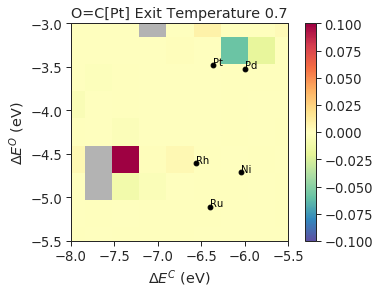 O=C[Pt] Exit Temperature 0.7
−3.0
−3.5
−4.0
−4.5
−5.0
−5.5
ΔE^O (eV)
Pt
Pd
Rh
Ni
Ru
−8.0 −7.5 −7.0 −6.5 −6.0 −5.5
ΔE^C (eV)
0.100
0.075
0.050
0.025
0.000
−0.025
−0.050
−0.075
−0.100